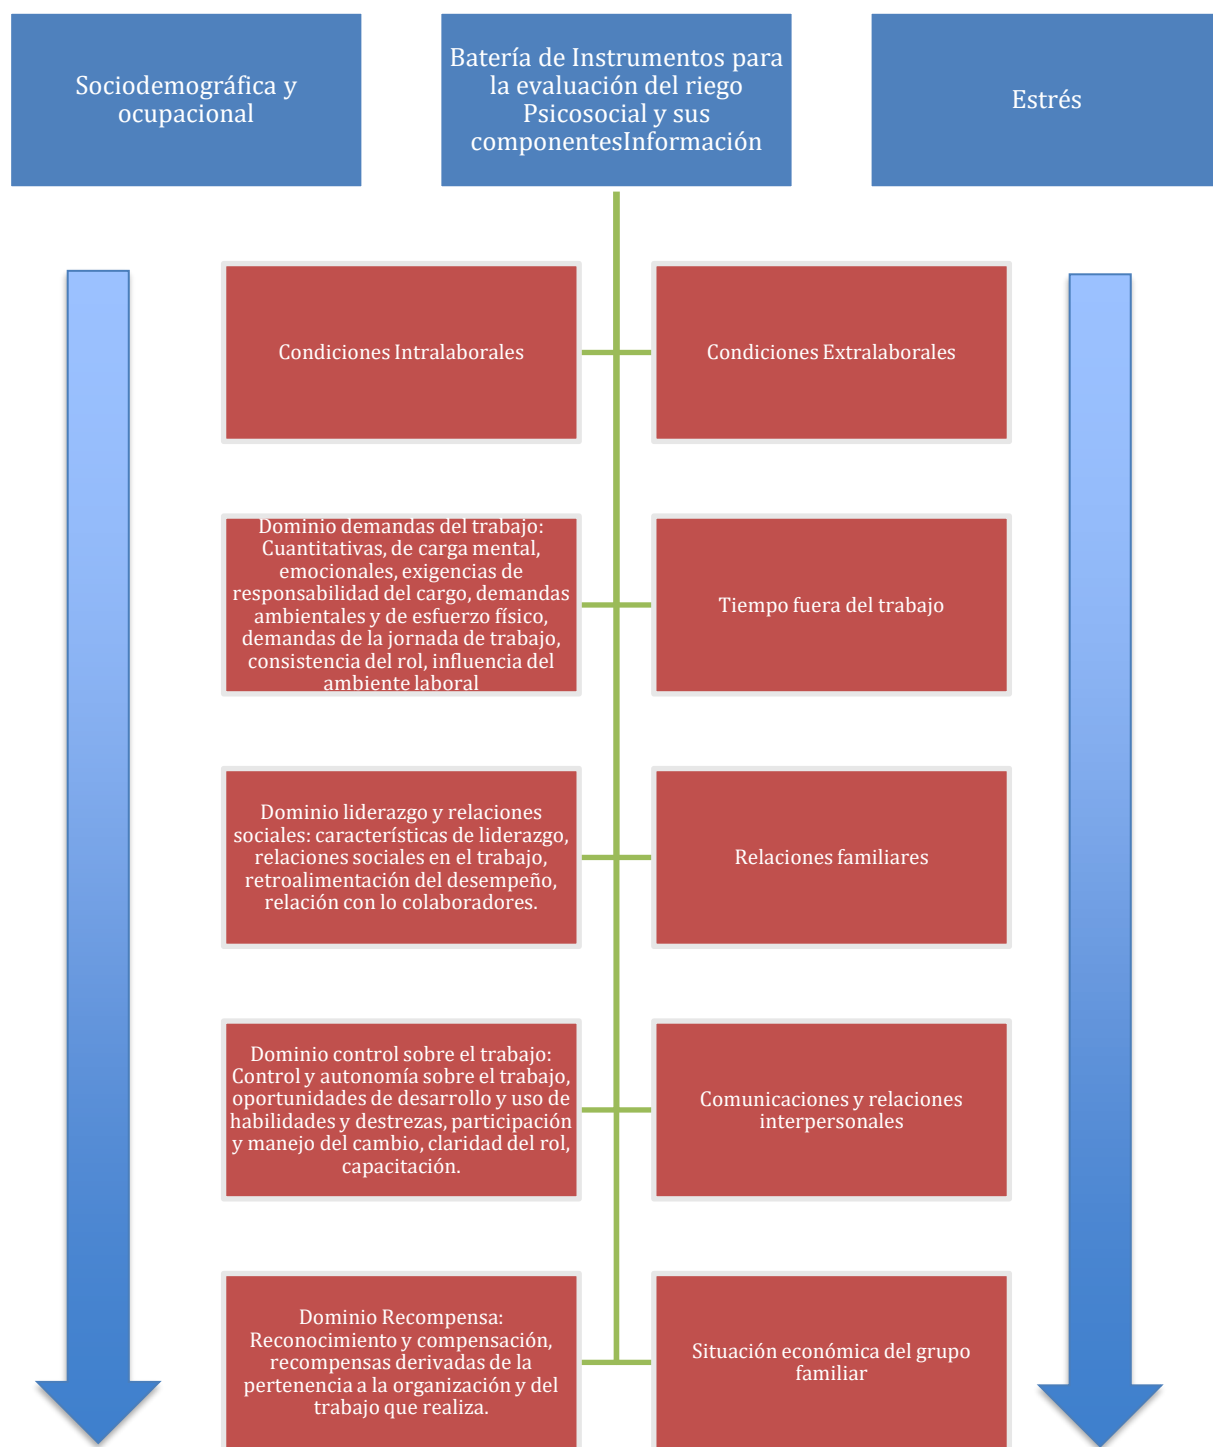 Sociodemográfica y
ocupacional
Batería de Instrumentos para
la evaluación del riego
Psicosocial y sus
componentesInformación
Estrés
Condiciones Intralaborales
Condiciones Extralaborales
Dominio demandas del trabajo:
Cuantitativas, de carga mental,
emocionales, exigencias de
responsabilidad del cargo, demandas
ambientales y de esfuerzo físico,
demandas de la jornada de trabajo,
consistencia del rol, influencia del
ambiente laboral
Tiempo fuera del trabajo
Dominio liderazgo y relaciones
sociales: características de liderazgo,
relaciones sociales en el trabajo,
retroalimentación del desempeño,
relación con lo colaboradores.
Relaciones familiares
Dominio control sobre el trabajo:
Control y autonomía sobre el trabajo,
oportunidades de desarrollo y uso de
habilidades y destrezas, participación
y manejo del cambio, claridad del rol,
capacitación.
Comunicaciones y relaciones
interpersonales
Dominio Recompensa:
Reconocimiento y compensación,
recompensas derivadas de la
pertenencia a la organización y del
trabajo que realiza.
Situación económica del grupo
familiar